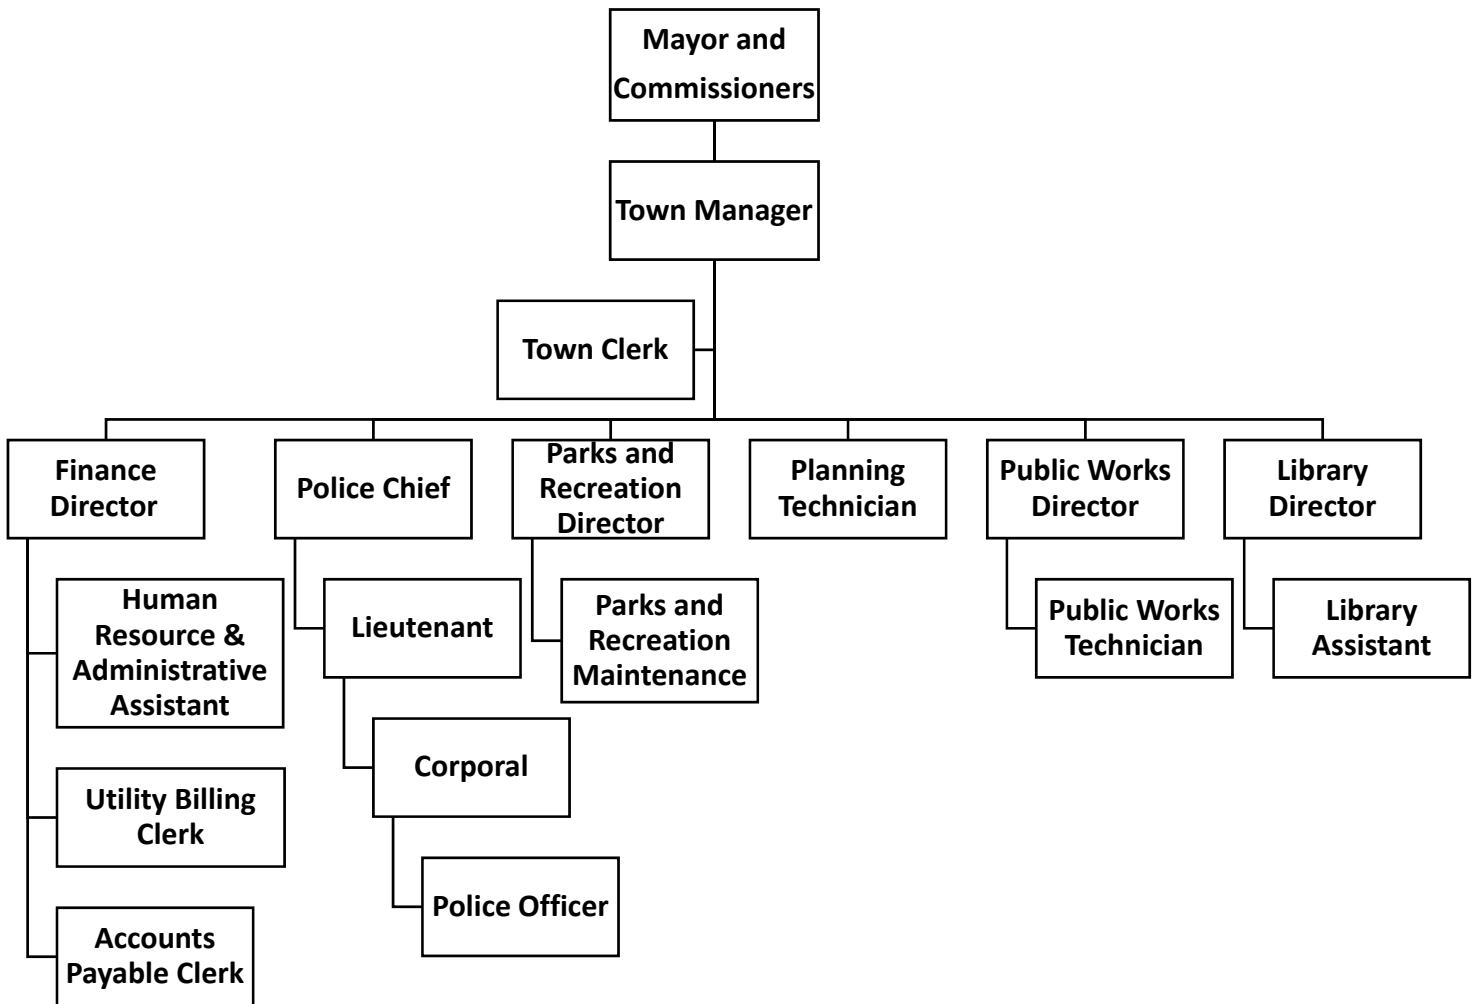 Mayor and
Commissioners
Town Manager
Town Clerk
Finance
Director
Police Chief
Parks and
Recreation
Director
Planning
Technician
Public Works
Director
Library
Director
Human
Resource &
Administrative
Assistant
Lieutenant
Parks and
Recreation
Maintenance
Public Works
Technician
Library
Assistant
Corporal
Utility Billing
Clerk
Police Officer
Accounts
Payable Clerk